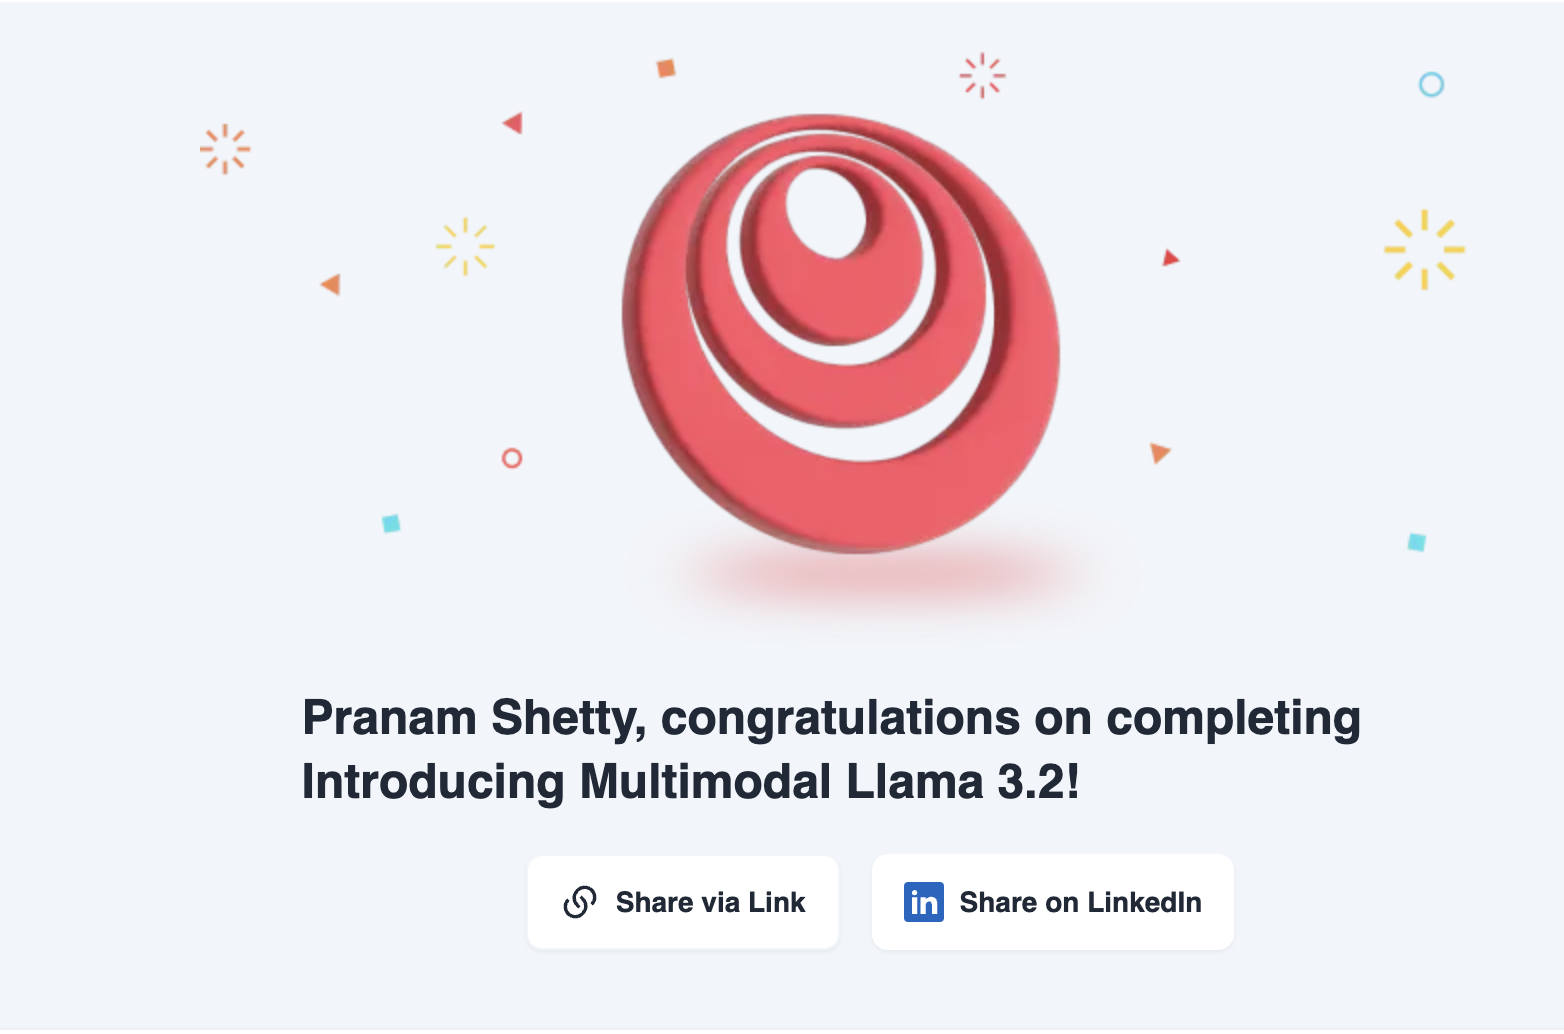 Pranam Shetty, congratulations on completing
Introducing Multimodal Llama 3.2!
Share via Link
in Share on LinkedIn